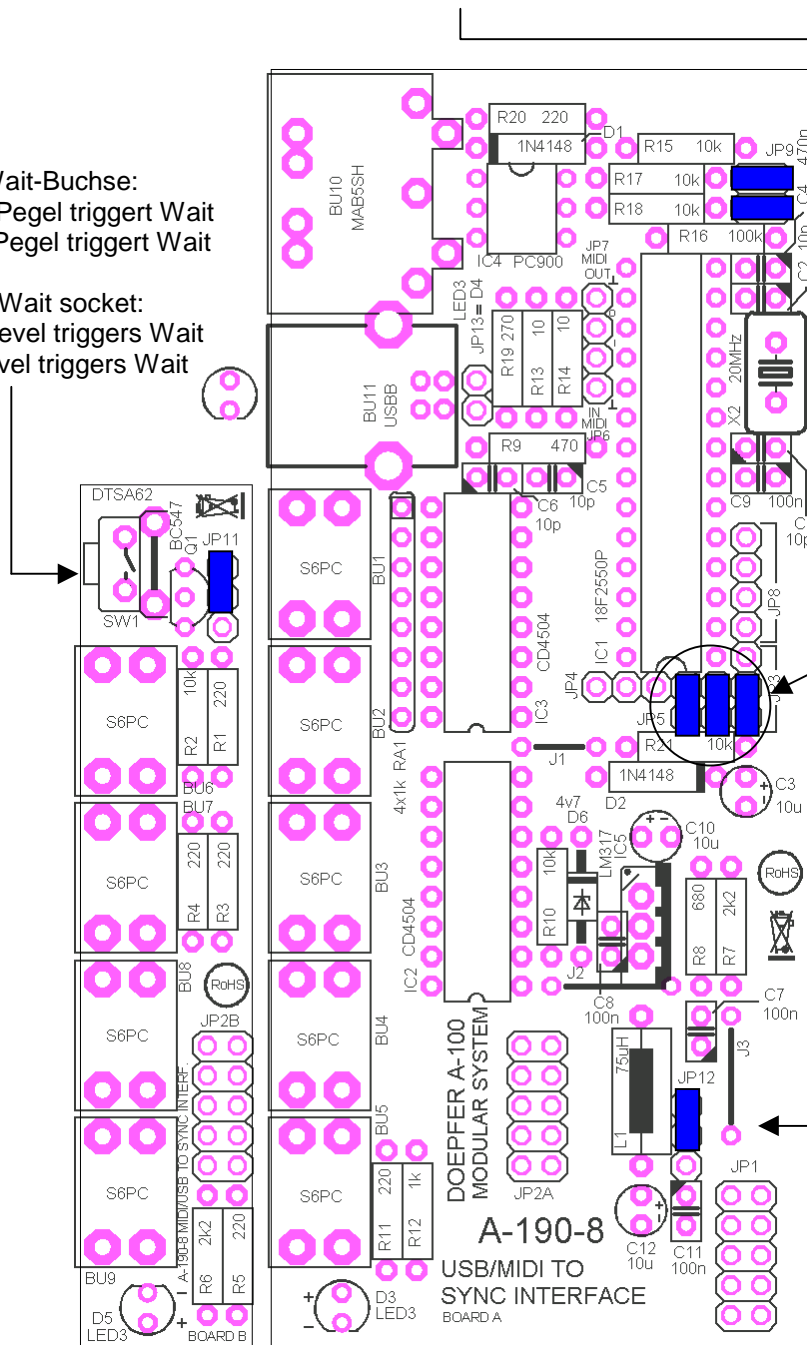 Wait-Buchse:
Pegel triggert Wait
Pegel triggert Wait
Wait socket:
level triggers Wait
vel triggers Wait
BU10
MAB5SH
R20 220
1N4148
D1
IC4 PC900
R15 10k
JP9
470n
R17 10k
R18 10k
C4
R16 100k
10n
C2
JP7
MIDI
OUT
LED3
JP13= D4
R19 270
R13 10
R14 10
IN
MIDI
JP6
20MHz
X2
BU11
USBB
R9 470
C6
10p
C5
10p
C9
100n
C
10p
DTSA62
BC547
Q1
JP11
SW1
S6PC
BU1
18F2550P
IC1
JP8
CD4504
IC3
JP4
JP5
JP3
S6PC
R2 10k
R1 220
BU6
BU7
S6PC
BU2
RA1
4x1k
J1
R21 10k
1N4148
D2
C3
10u
4v7
D6
LM317
IC5
C10
10u
S6PC
R4 220
R3 220
S6PC
BU3
CD4504
IC2
R10 10k
R8 680
R7 2k2
RoHS
J2
C8
100n
C7
100n
BU8
RoHS
JP2B
S6PC
S6PC
BU4
DOEPFER A-100
MODULAR SYSTEM
75uH
L1
JP12
J3
S6PC
BU9
A-190-8 MIDI/USB TO SYNC INTERF.
R6 2k2
R5 220
S6PC
BU5
R11 220
R12 1k
JP2A
JP1
A-190-8
C12
10u
C11
100n
USB/MIDI TO
SYNC INTERFACE
BOARD A
D5
LED3
BOARD B
D3
LED3